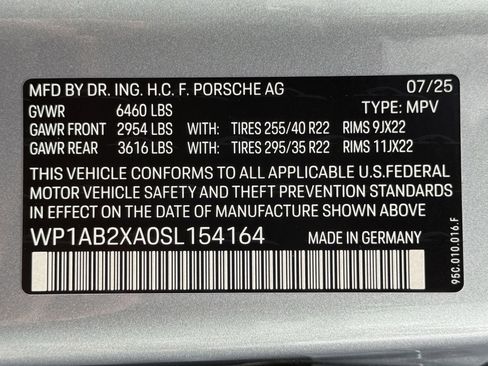 MFD BY DR. ING. H.C. F. PORSCHE AG 07/25
GVWR 6460 LBS TYPE: MPV
GAWR FRONT 2954 LBS WITH: TIRES 255/40 R22 RIMS 9JX22
GAWR REAR 3616 LBS WITH: TIRES 295/35 R22 RIMS 11JX22
THIS VEHICLE CONFORMS TO ALL APPLICABLE U.S.FEDERAL
MOTOR VEHICLE SAFETY AND THEFT PREVENTION STANDARDS
IN EFFECT ON THE DATE OF MANUFACTURE SHOWN ABOVE
WP1AB2XA0SL154164 MADE IN GERMANY
95C.010.016.F